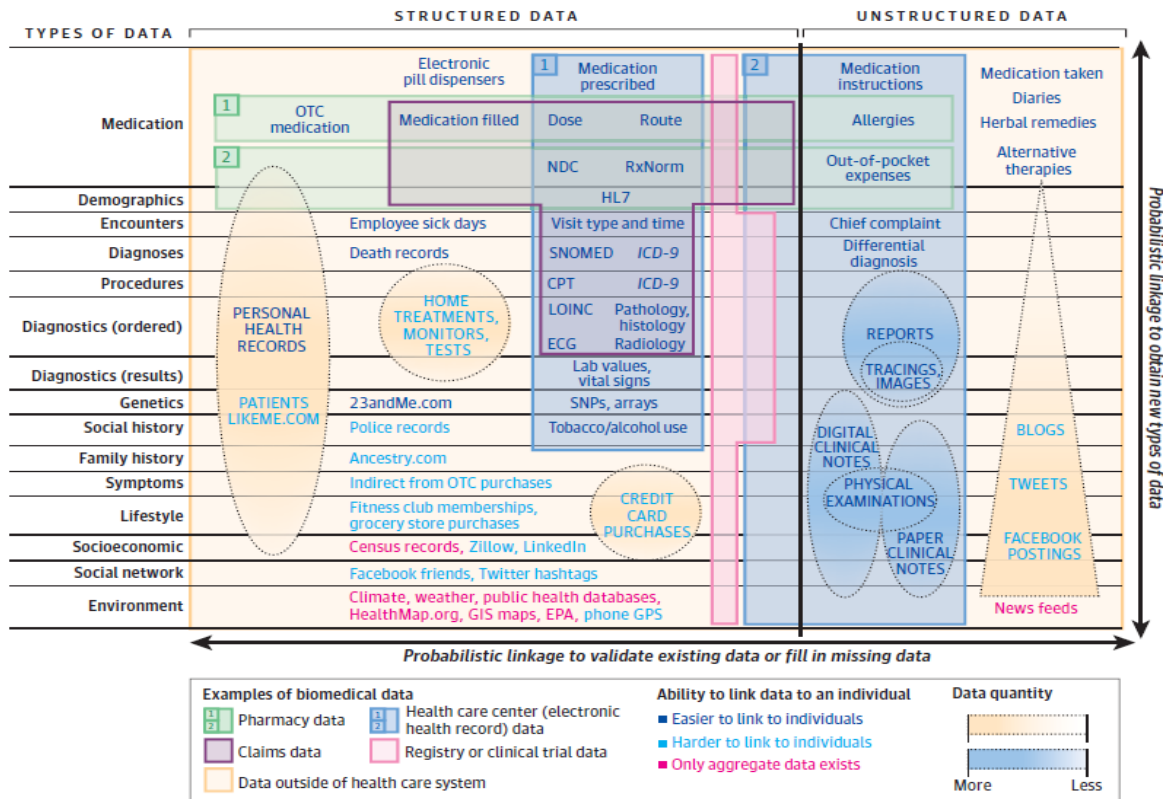 STRUCTURED DATA
UNSTRUCTURED DATA
TYPES OF DATA
Electronic
pill dispensers
1
Medication
prescribed
2
Medication
instructions
Medication taken
Diaries
Herbal remedies
Alternative
therapies
Medication
1
OTC
medication
Medication filled
Dose
Route
Allergies
2
NDC
RxNorm
Out-of-pocket
expenses
Demographics
HL7
Encounters
Employee sick days
Visit type and time
Chief complaint
Diagnoses
Death records
SNOMED
ICD-9
Differential
diagnosis
Procedures
CPT
ICD-9
HOME
TREATMENTS,
MONITORS,
TESTS
Diagnostics (ordered)
PERSONAL
HEALTH
RECORDS
LOINC
Pathology,
histology
ECG
Radiology
REPORTS
TRACINGS,
IMAGES
Diagnostics (results)
Lab values,
vital signs
Genetics
PATIENTS
LIKEME.COM
23andMe.com
SNPs, arrays
Social history
Police records
Tobacco/alcohol use
DIGITAL
CLINICAL
NOTES
BLOGS
Family history
Ancestry.com
Symptoms
Indirect from OTC purchases
PHYSICAL
EXAMINATIONS
TWEETS
Lifestyle
Fitness club memberships,
grocery store purchases
CREDIT
CARD
PURCHASES
Socioeconomic
Census records, Zillow, LinkedIn
PAPER
CLINICAL
NOTES
FACEBOOK
POSTINGS
Social network
Facebook friends, Twitter hashtags
Environment
Climate, weather, public health databases,
HealthMap.org, GIS maps, EPA, phone GPS
News feeds
Probabilistic linkage to obtain new types of data
Probabilistic linkage to validate existing data or fill in missing data
Examples of biomedical data
1
2
Pharmacy data
1
2
Health care center (electronic
health record) data
Claims data
Registry or clinical trial data
Data outside of health care system
Ability to link data to an individual
Easier to link to individuals
Harder to link to individuals
Only aggregate data exists
Data quantity
More
Less